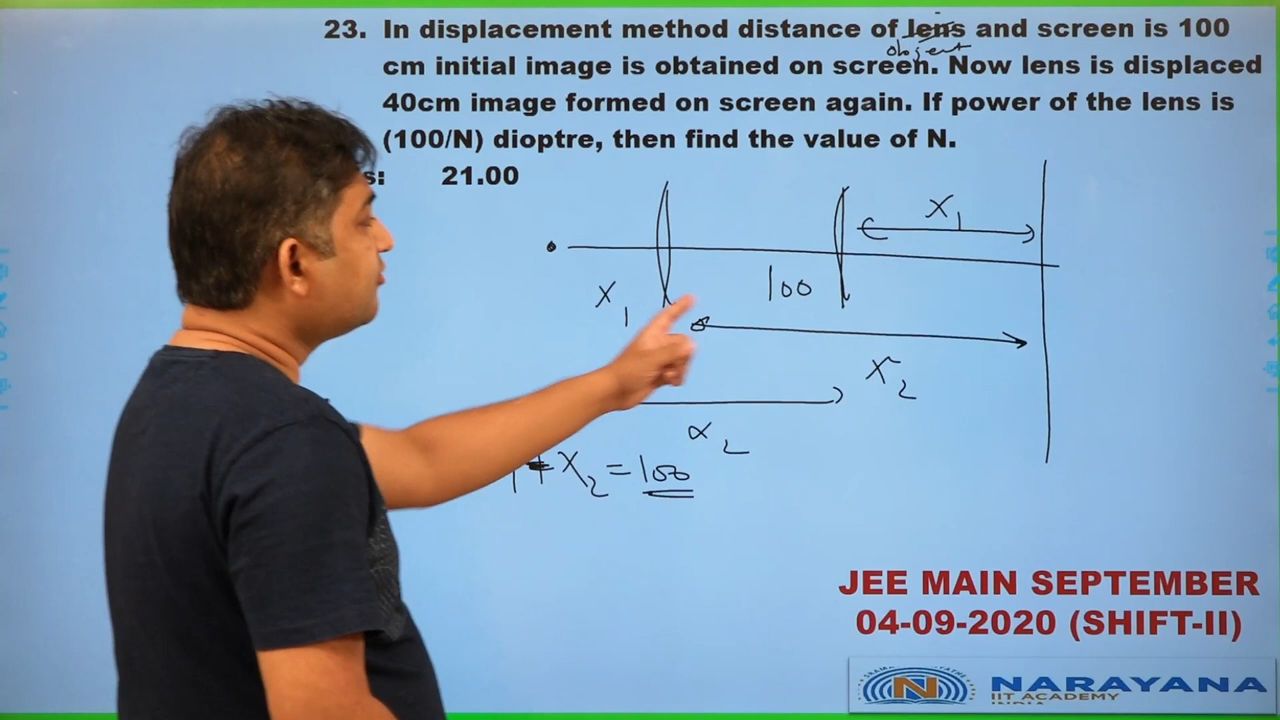 23. In displacement method distance of lens and screen is 100
object
cm initial image is obtained on screen. Now lens is displaced
40cm image formed on screen again. If power of the lens is
(100/N) dioptre, then find the value of N.
s: 21.00
x₁
x₁
100
x₂
x₂
+ x₂ = 100
JEE MAIN SEPTEMBER
04-09-2020 (SHIFT-II)
N
NARAYANA
IIT ACADEMY
INDIA